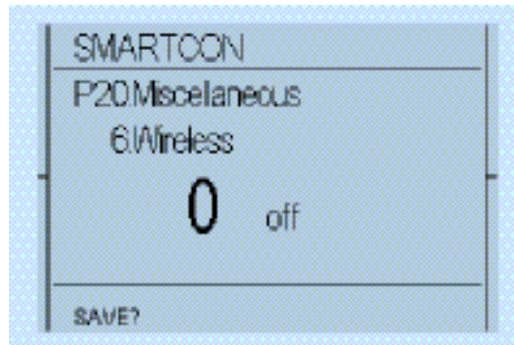 SMARTCON
P20.Miscellaneous
6.Wireless
0 off
SAVE?